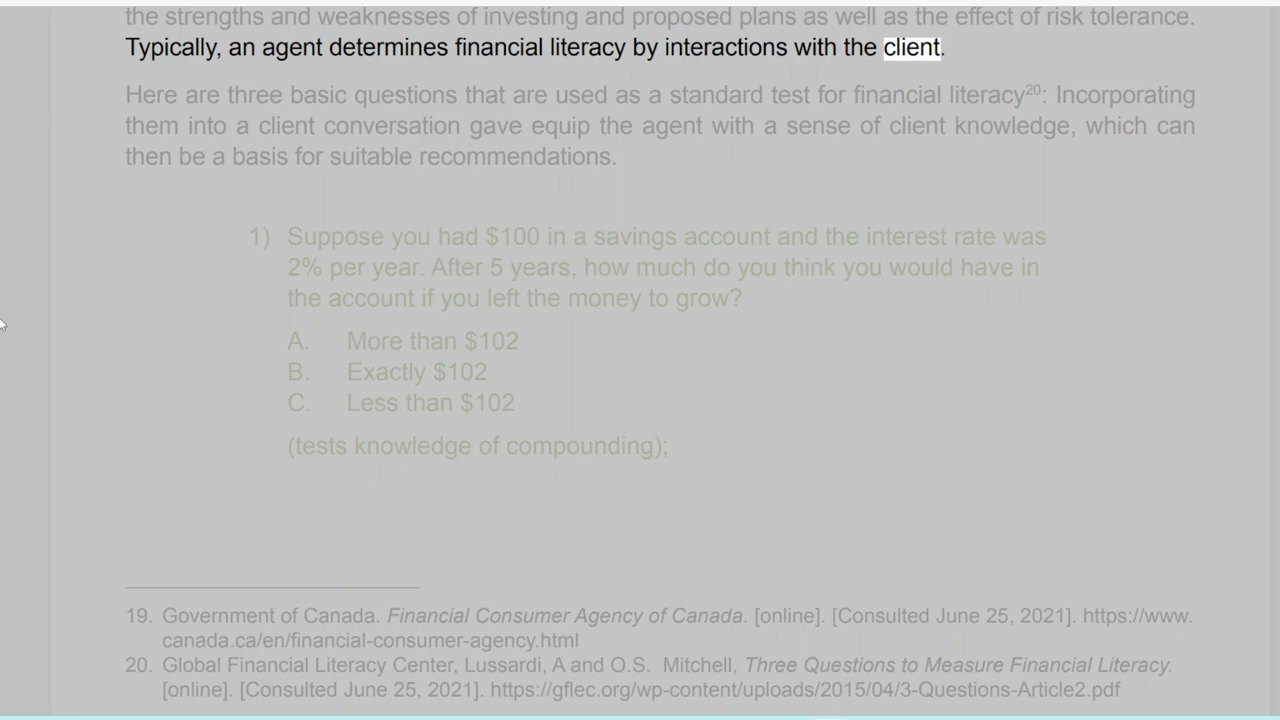 the strengths and weaknesses of investing and proposed plans as well as the effect of risk tolerance.
Typically, an agent determines financial literacy by interactions with the client.
Here are three basic questions that are used as a standard test for financial literacy20: Incorporating
them into a client conversation gave equip the agent with a sense of client knowledge, which can
then be a basis for suitable recommendations.
1) Suppose you had $100 in a savings account and the interest rate was
2% per year. After 5 years, how much do you think you would have in
the account if you left the money to grow?
A. More than $102
B. Exactly $102
C. Less than $102
(tests knowledge of compounding);
19. Government of Canada. Financial Consumer Agency of Canada. [online]. [Consulted June 25, 2021]. https://www.
canada.ca/en/financial-consumer-agency.html
20. Global Financial Literacy Center, Lussardi, A and O.S. Mitchell, Three Questions to Measure Financial Literacy.
[online]. [Consulted June 25, 2021]. https://gflec.org/wp-content/uploads/2015/04/3-Questions-Article2.pdf